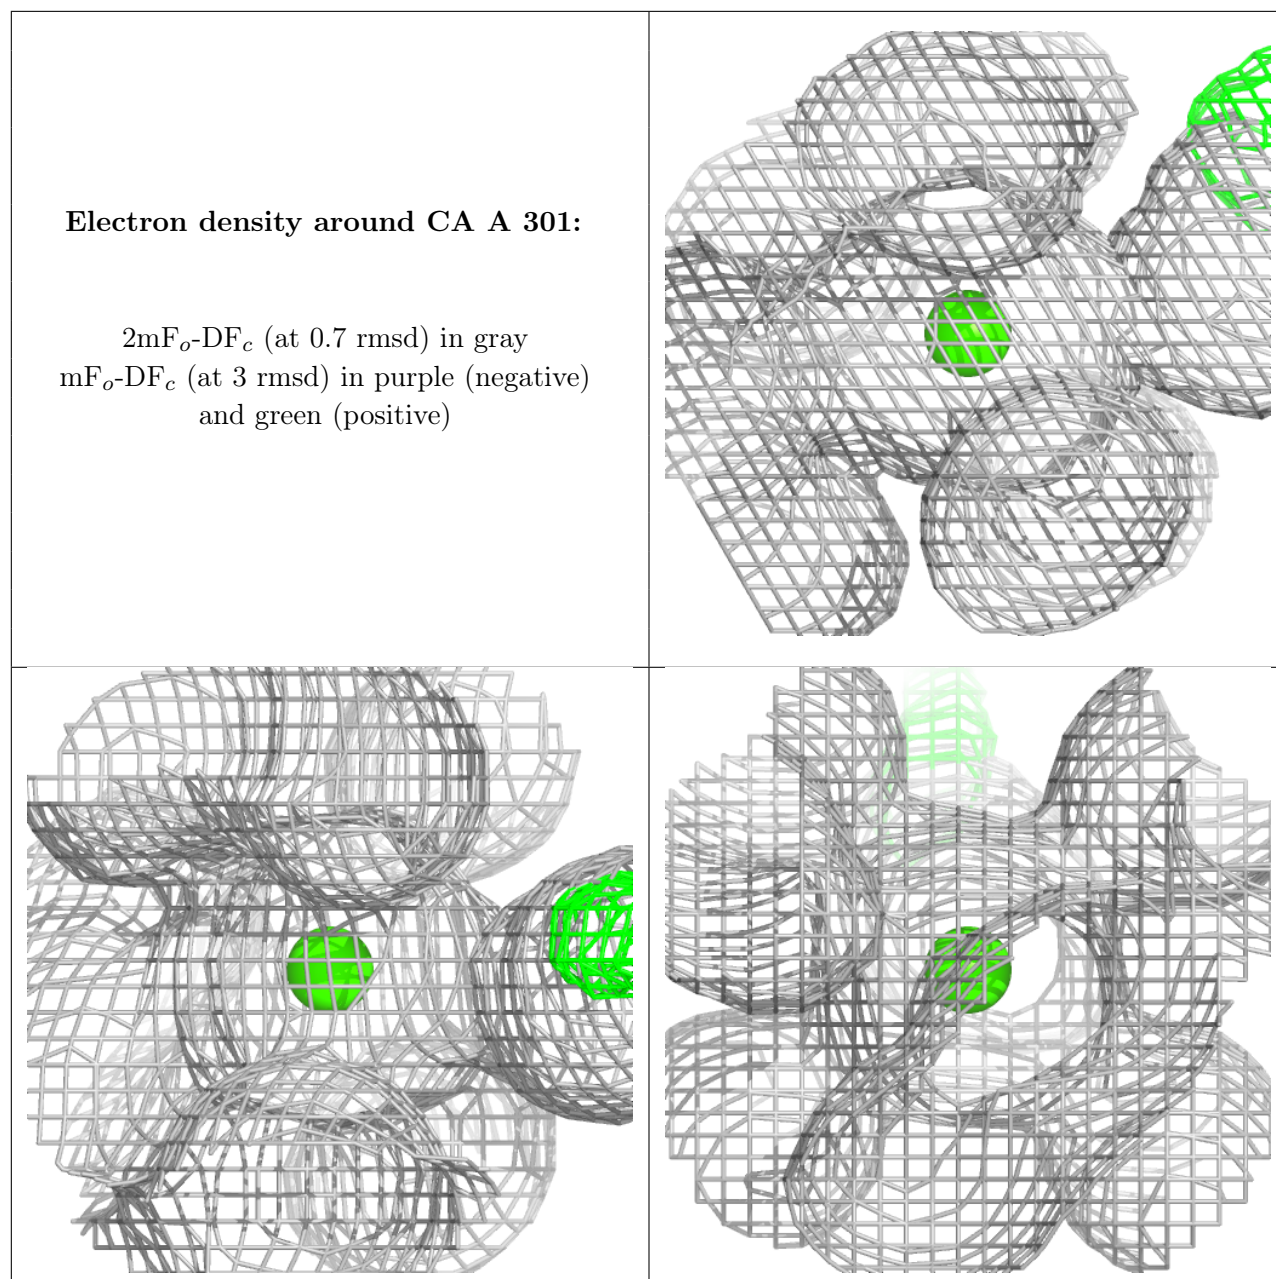 Electron density around CA A 301:
2mFo-DFc (at 0.7 rmsd) in gray
mFo-DFc (at 3 rmsd) in purple (negative)
and green (positive)